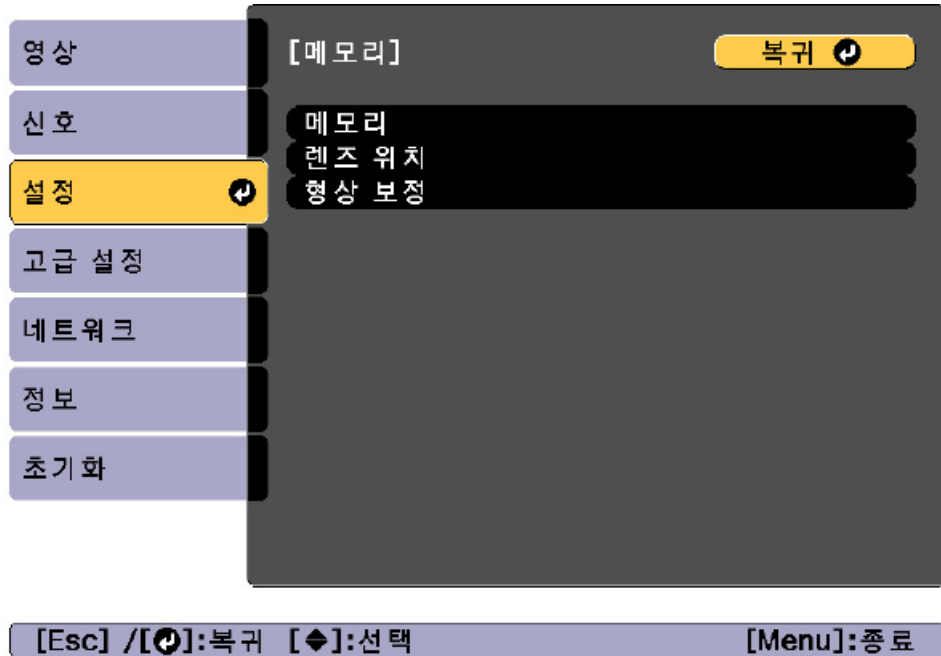 영상
신호
설정
고급 설정
네트워크
정보
초기화
[메모리]
복귀
메모리
렌즈 위치
형상 보정
[Esc] /[⏎]:복귀 [◆]:선택
[Menu]:종료